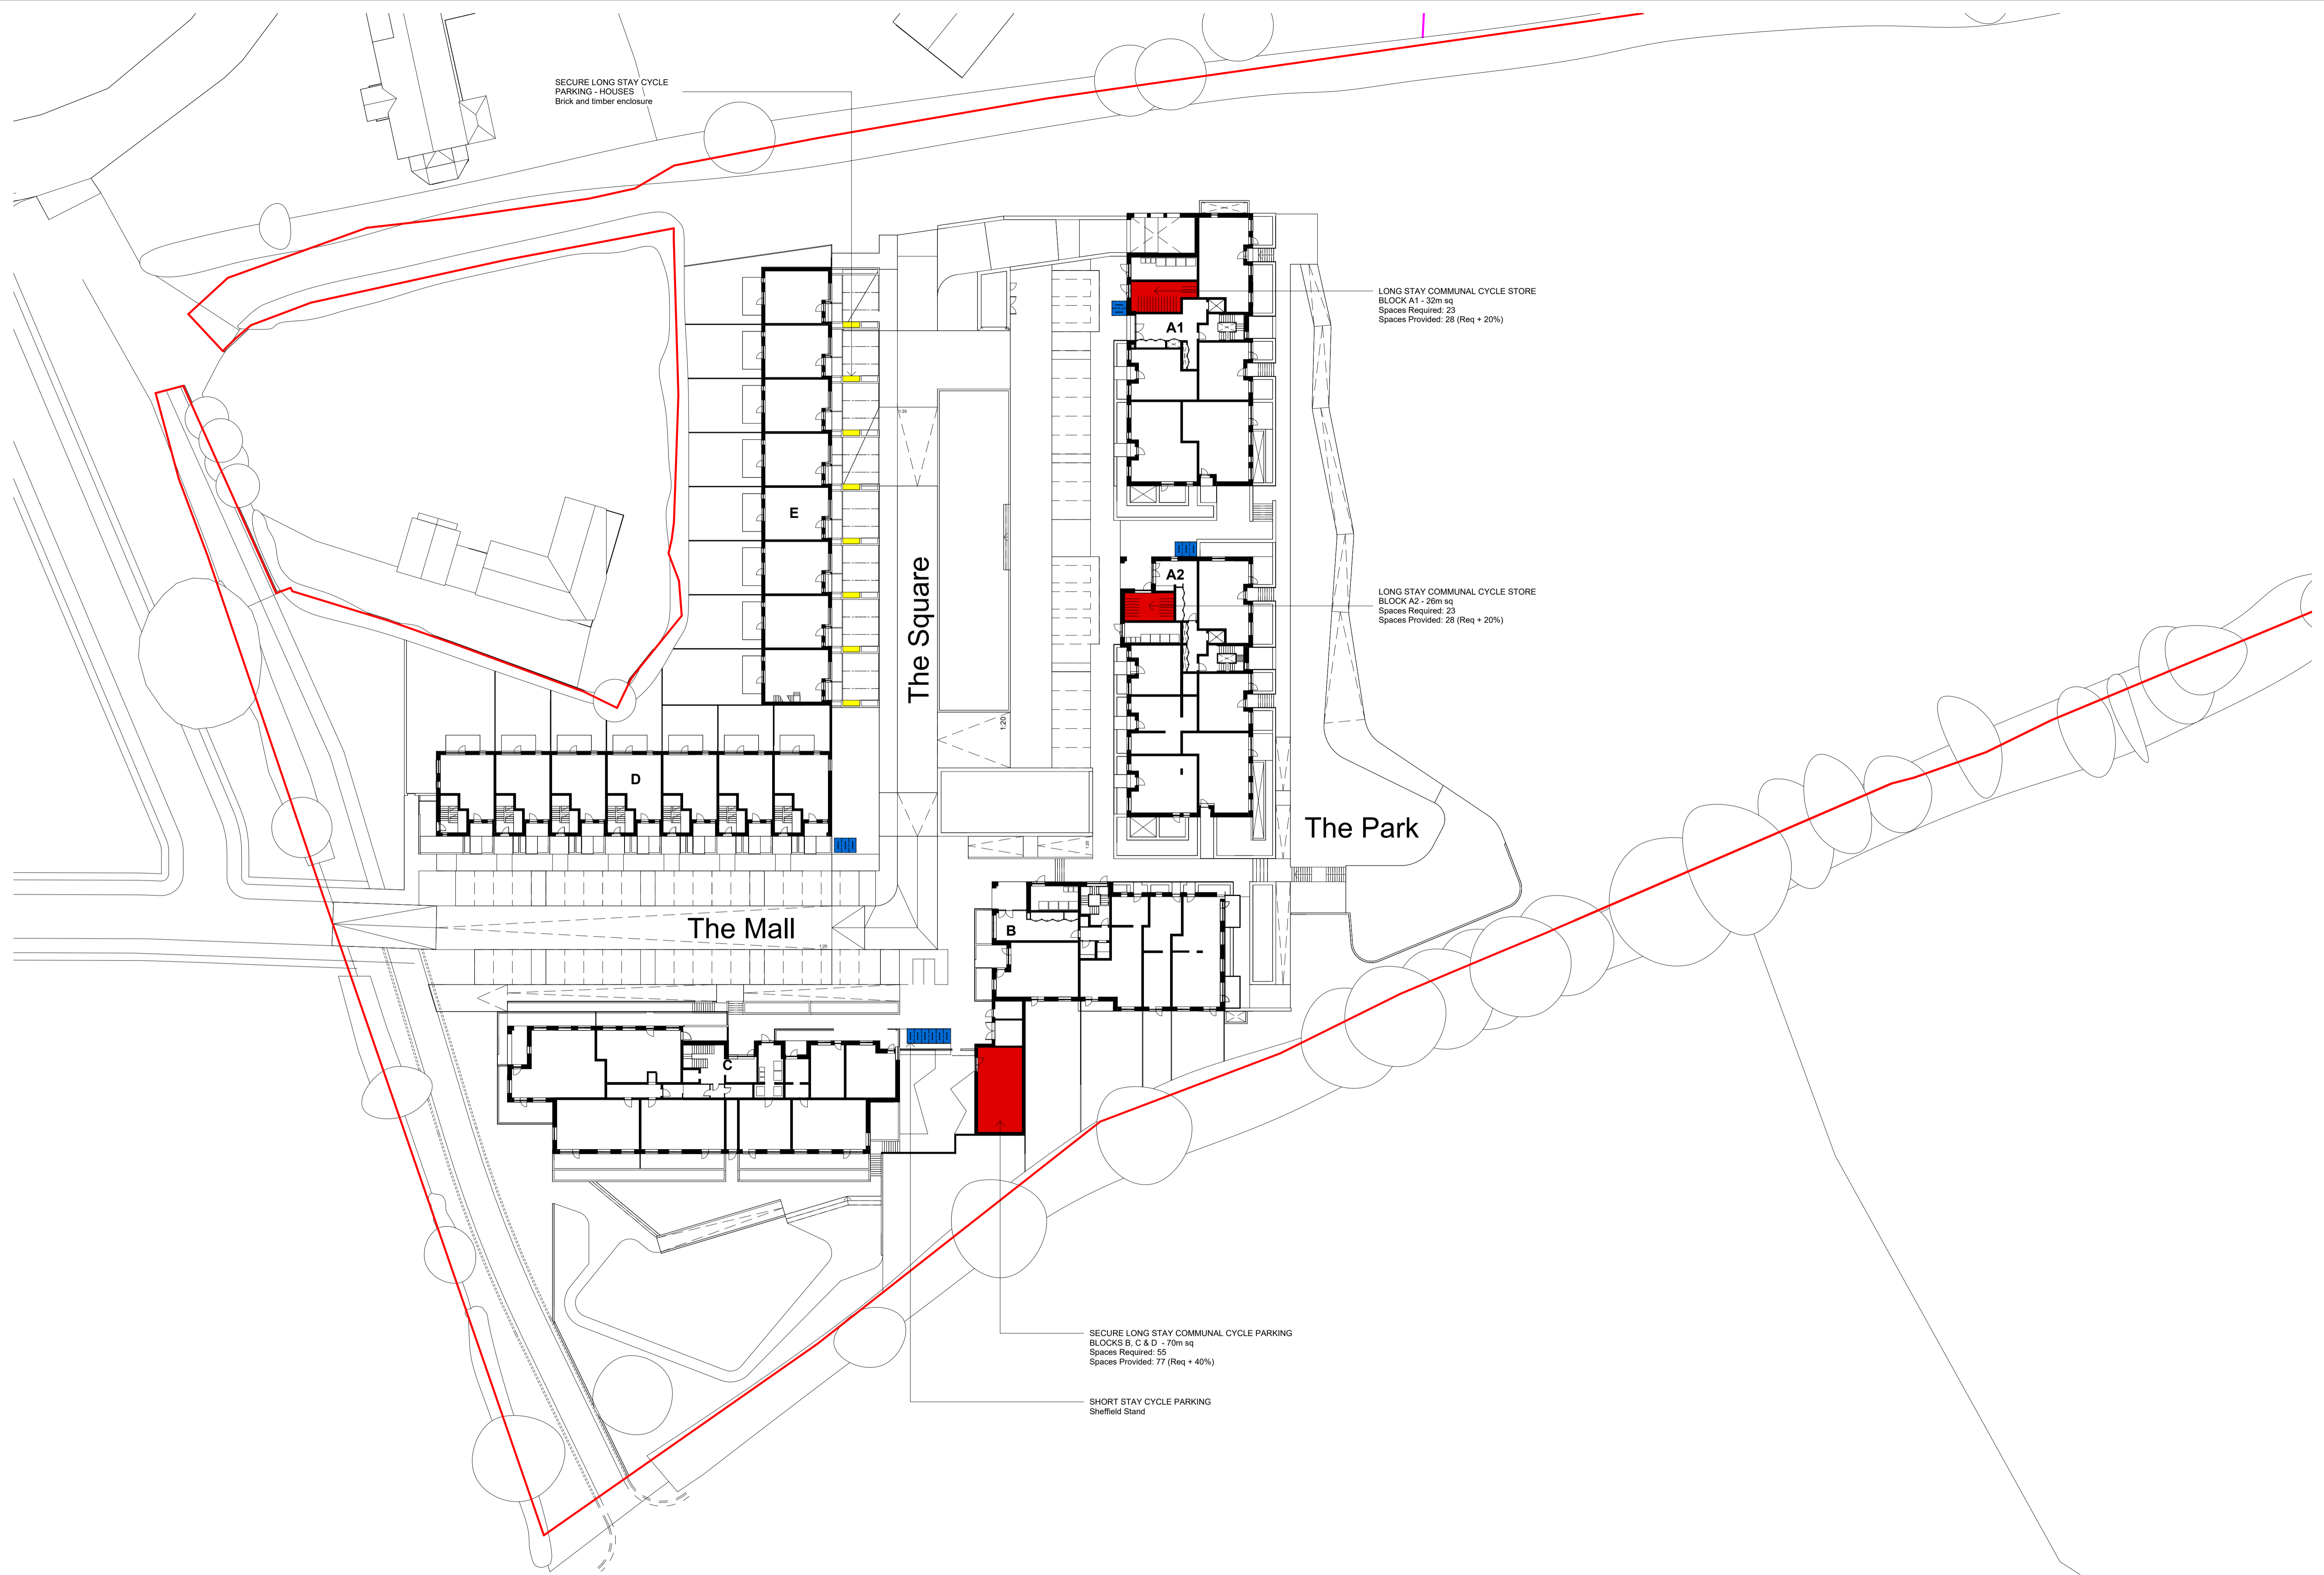 SECURE LONG STAY CYCLE
PARKING - HOUSES
Brick and timber enclosure
LONG STAY COMMUNAL CYCLE STORE
BLOCK A1 - 32m sq
Spaces Required: 23
Spaces Provided: 28 (Req + 20%)
A1
1:20
E
A2
The Square
LONG STAY COMMUNAL CYCLE STORE
BLOCK A2 - 26m sq
Spaces Required: 23
Spaces Provided: 28 (Req + 20%)
1:20
D
The Park
1:20
The Mall
B
1:20
C
SECURE LONG STAY COMMUNAL CYCLE PARKING
BLOCKS B, C & D - 70m sq
Spaces Required: 55
Spaces Provided: 77 (Req + 40%)
SHORT STAY CYCLE PARKING
Sheffield Stand